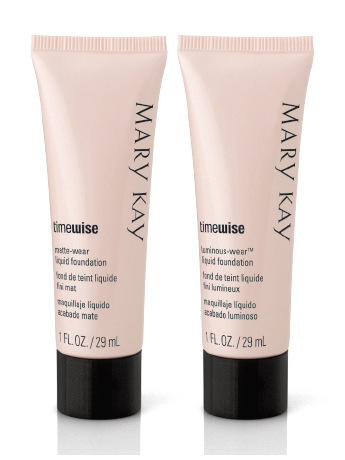 MARY KAY
timewise
matte-wear
liquid foundation
fond de teint liquide
fini mat
maquillaje líquido
acabado mate
1 FL.OZ. / 29 mL
MARY KAY
timewise
luminous-wear™
liquid foundation
fond de teint liquide
fini lumineux
maquillaje líquido
acabado luminoso
1 FL.OZ. / 29 mL